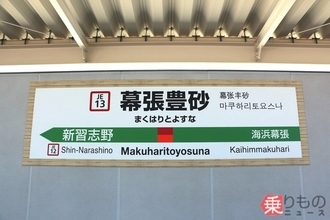 JE
13
幕張豊砂
まくはりとよすな
幕张丰砂
마쿠하리토요스나
新習志野
海浜幕張
JE
12
Shin-Narashino
Makuharitoyosuna
Kaihimmakuhari
乗りもの
ニュース